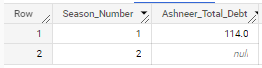 Row Season_Number Ashneer_Total_Debt
1 1 114.0
2 2 null